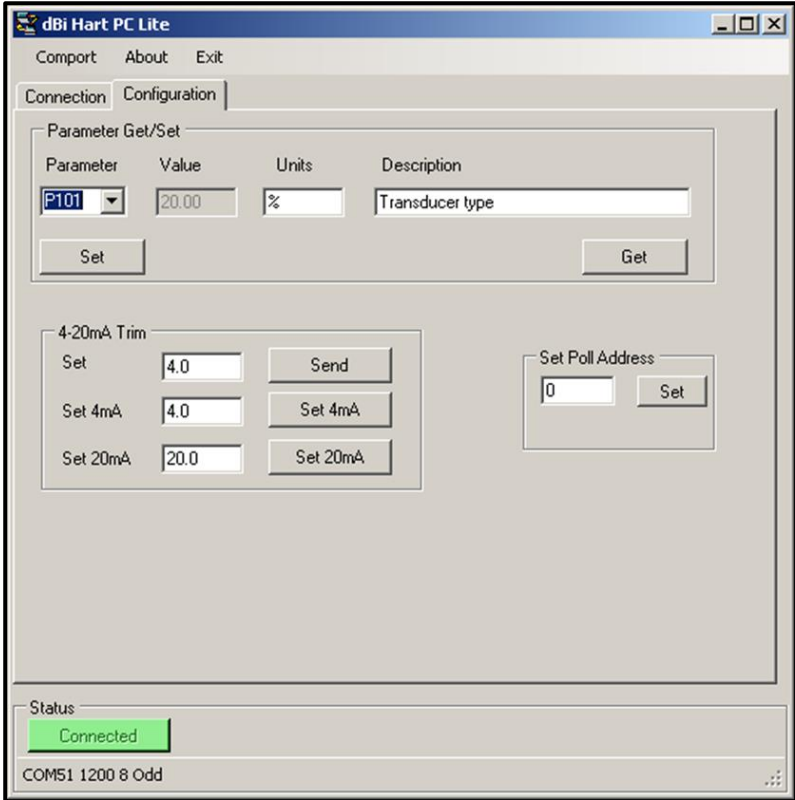 dBi Hart PC Lite
Comport About Exit
Connection Configuration
Parameter Get/Set
Parameter Value Units Description
P101 20.00 % Transducer type
Set Get
4-20mA Trim
Set 4.0 Send
Set Poll Address
0 Set
Set 4mA 4.0 Set 4mA
Set 20mA 20.0 Set 20mA
Status
Connected
COM51 1200 8 Odd